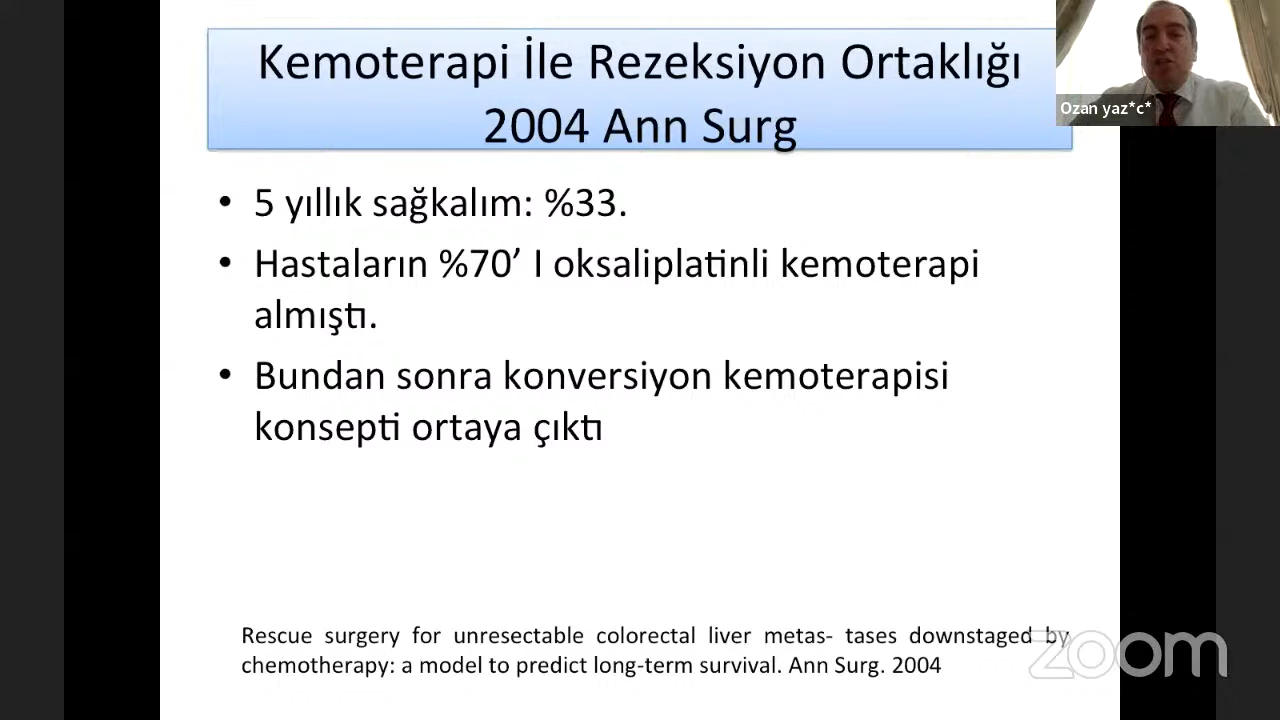 Kemoterapi İle Rezeksiyon Ortaklığı
2004 Ann Surg
Ozan yaz*c*
• 5 yıllık sağkalım: %33.
• Hastaların %70’ I oksaliplatinli kemoterapi
almıştı.
• Bundan sonra konversiyon kemoterapisi
konsepti ortaya çıktı
Rescue surgery for unresectable colorectal liver metas- tases downstaged by
chemotherapy: a model to predict long-term survival. Ann Surg. 2004
zoom